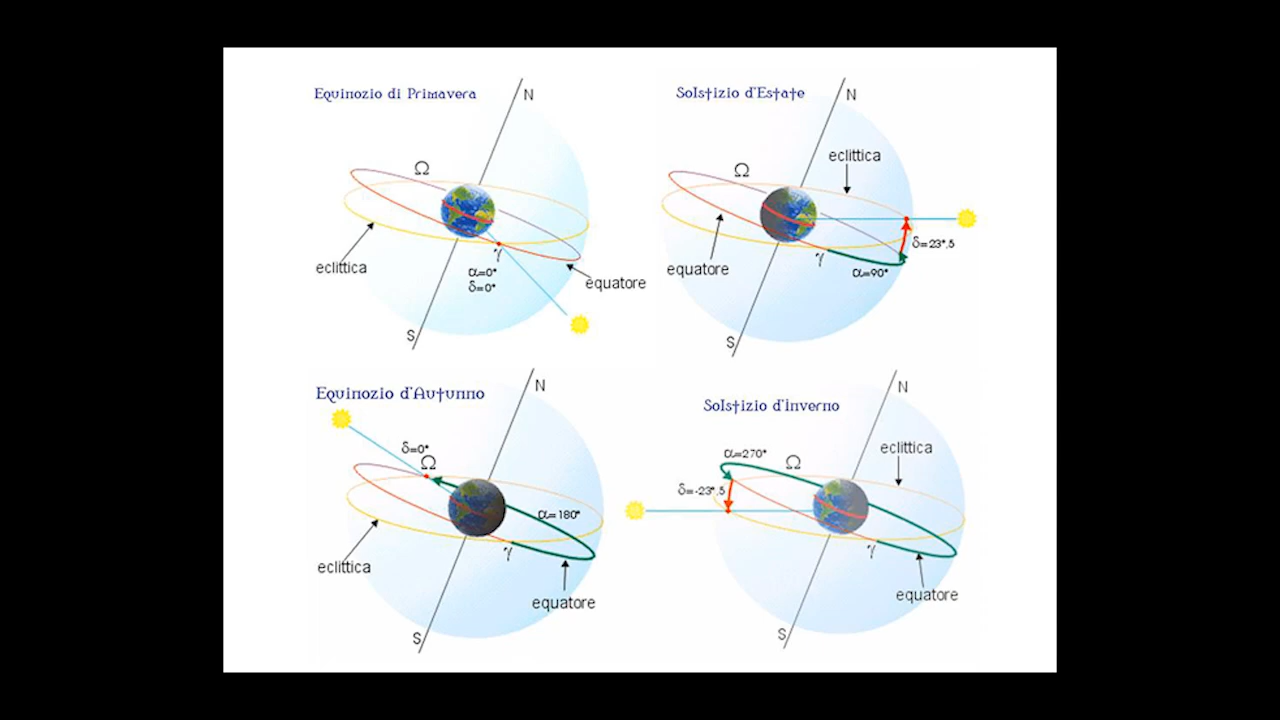 Equinozio di Primavera
N
Ω
eclittica
γ
α=0°
δ=0°
equatore
S
Solstizio d'Estate
N
Ω
eclittica
equatore
γ
δ=23°,5
α=90°
S
Equinozio d'Autunno
N
δ=0°
Ω
α=180°
γ
eclittica
equatore
S
Solstizio d'Inverno
N
α=270°
Ω
eclittica
δ=-23°,5
γ
equatore
S